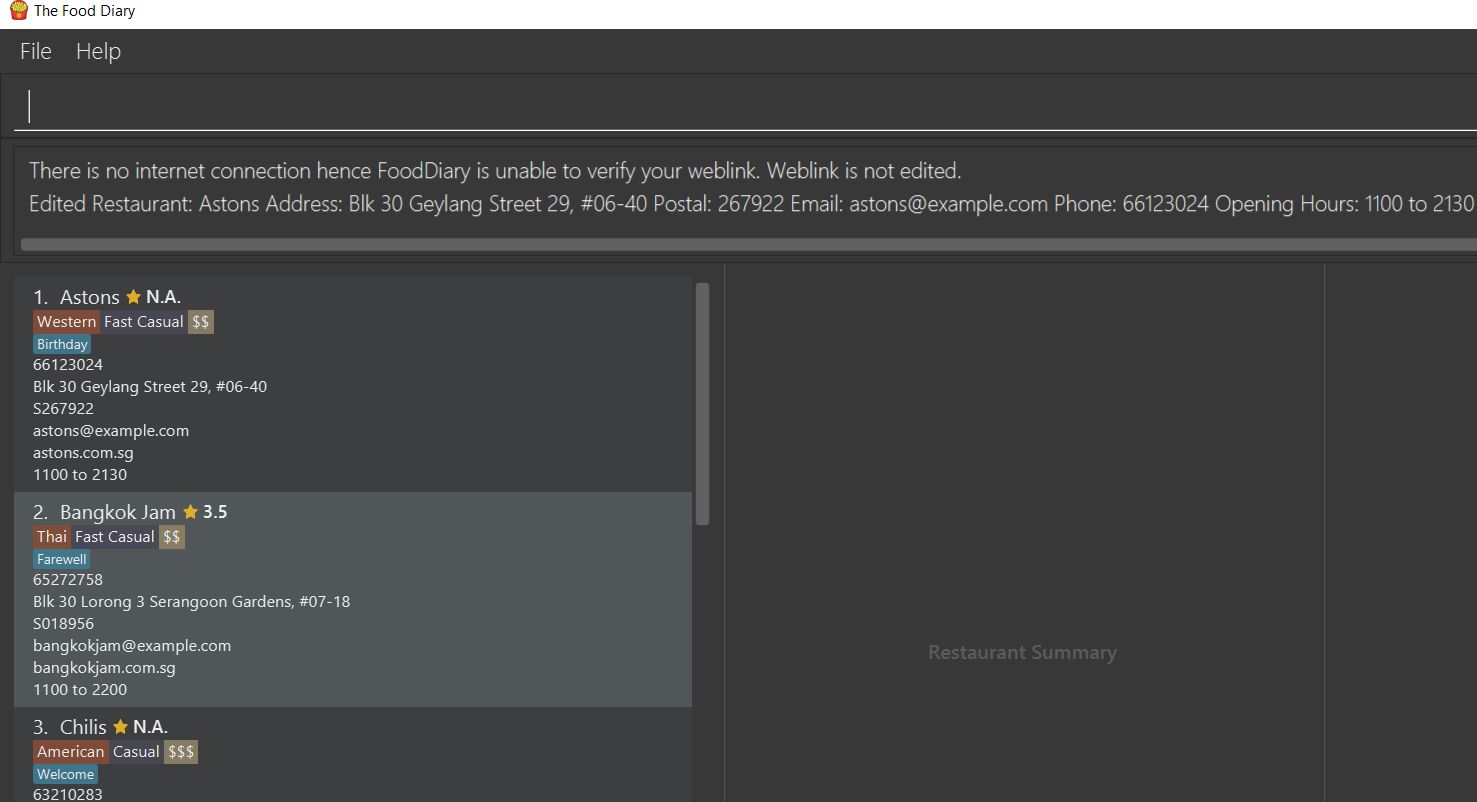 The Food Diary
File Help
There is no internet connection hence FoodDiary is unable to verify your weblink. Weblink is not edited.
Edited Restaurant: Astons Address: Blk 30 Geylang Street 29, #06-40 Postal: 267922 Email: astons@example.com Phone: 66123024 Opening Hours: 1100 to 2130
1. Astons N.A.
Western Fast Casual $$
Birthday
66123024
Blk 30 Geylang Street 29, #06-40
S267922
astons@example.com
astons.com.sg
1100 to 2130
2. Bangkok Jam 3.5
Thai Fast Casual $$
Farewell
65272758
Blk 30 Lorong 3 Serangoon Gardens, #07-18
S018956
bangkokjam@example.com
bangkokjam.com.sg
1100 to 2200
3. Chilis N.A.
American Casual $$$
Welcome
63210283
Restaurant Summary